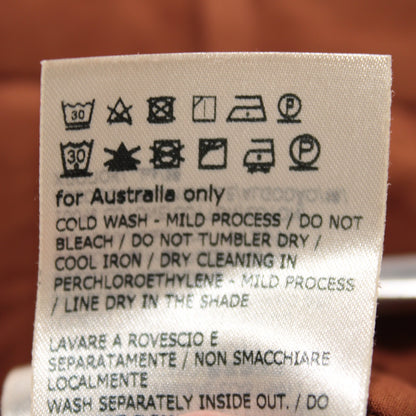 30 P
30 P
for Australia only
COLD WASH - MILD PROCESS / DO NOT
BLEACH / DO NOT TUMBLER DRY /
COOL IRON / DRY CLEANING IN
PERCHLOROETHYLENE - MILD PROCESS
/ LINE DRY IN THE SHADE
LAVARE A ROVESCIO E
SEPARATAMENTE / NON SMACCHIARE
LOCALMENTE
WASH SEPARATELY INSIDE OUT. / DO